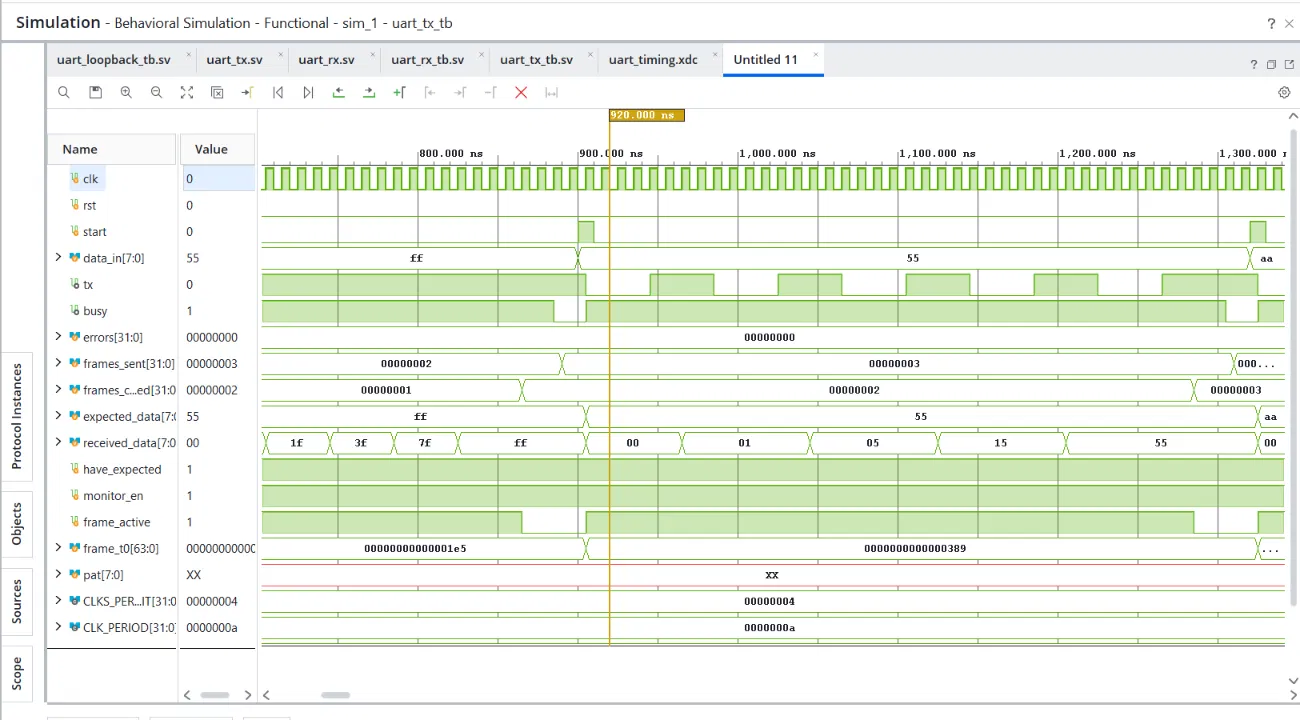 Simulation - Behavioral Simulation - Functional - sim_1 - uart_tx_tb ? ×
uart_loopback_tb.sv × uart_tx.sv × uart_rx.sv × uart_rx_tb.sv × uart_tx_tb.sv × uart_timing.xdc × Untitled 11 × ?
920.000 ns
Name Value 800.000 ns 900.000 ns 1,000.000 ns 1,100.000 ns 1,200.000 ns 1,300.000
clk 0
rst 0
start 0
data_in[7:0] 55 ff 55 aa
tx 0
busy 1
errors[31:0] 00000000 00000000
frames_sent[31:0] 00000003 00000002 00000003 000...
frames_c...ed[31:0 00000002 00000001 00000002 00000003
expected_data[7:0 55 ff 55 aa
received_data[7:0 00 1f 3f 7f ff 00 01 05 15 55 00
have_expected 1
monitor_en 1
frame_active 1
frame_t0[63:0] 00000000000 00000000000001e5 0000000000000389 ...
pat[7:0] XX XX
CLKS_PER...IT[31:0 00000004 00000004
CLK_PERIOD[31:0] 0000000a 0000000a
Protocol Instances
Objects
Sources
Scope